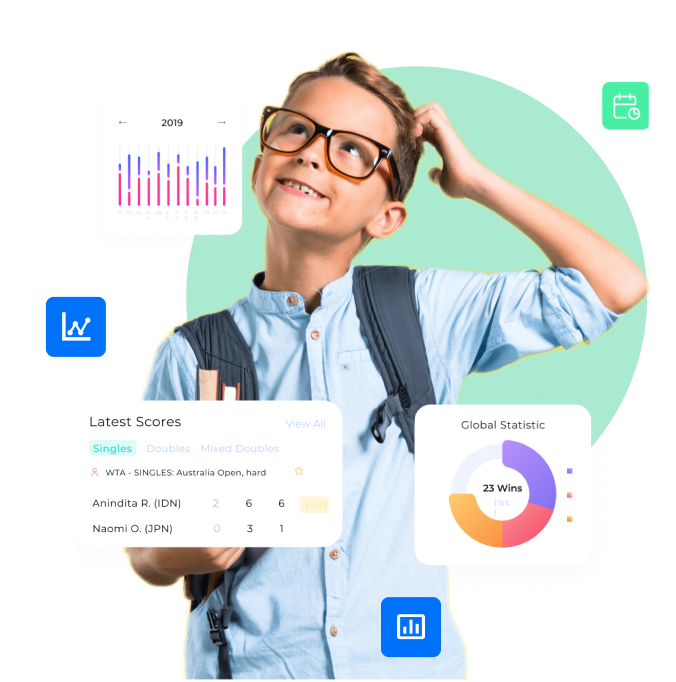 ← 2019 →
Latest Scores
View All
Singles Doubles Mixed Doubles
WTA - SINGLES: Australia Open, hard
Anindita R. (IDN) 2 6 6 WIN
Naomi O. (JPN) 0 3 1
Global Statistic
23 Wins